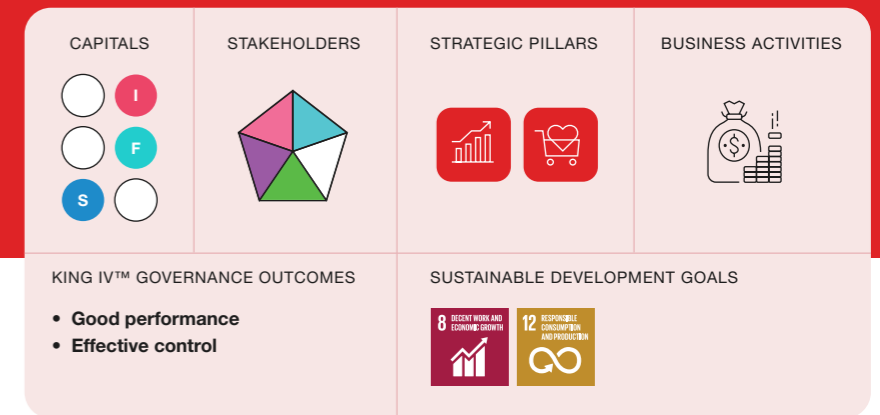 CAPITALS
I
F
S
STAKEHOLDERS
STRATEGIC PILLARS
BUSINESS ACTIVITIES
$
KING IV™ GOVERNANCE OUTCOMES
• Good performance
• Effective control
SUSTAINABLE DEVELOPMENT GOALS
8 DECENT WORK AND
ECONOMIC GROWTH
12 RESPONSIBLE
CONSUMPTION
AND PRODUCTION